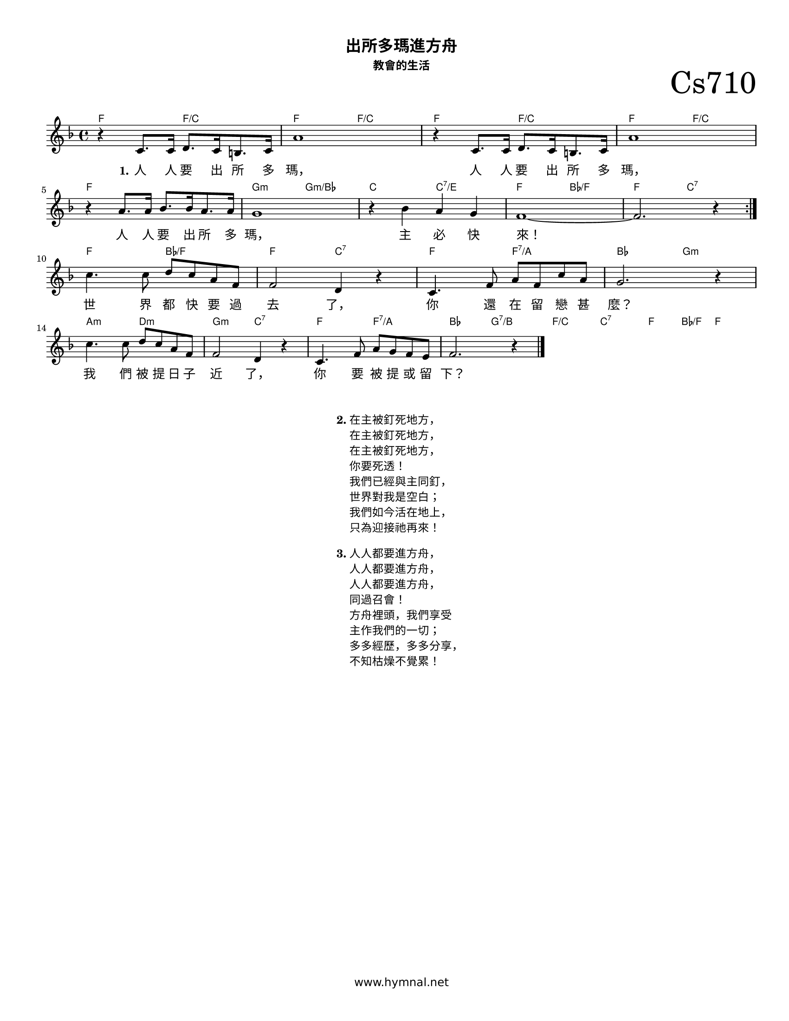 出所多瑪進方舟
教會的生活
Cs710
F F/C F F/C F F/C F F/C
1. 人 人要 出 所 多 瑪， 人 人要 出 所 多 瑪，
5 F Gm Gm/B♭ C C7/E F B♭/F F C7
人 人要 出所 多 瑪， 主 必 快 來！
10 F B♭/F F C7 F F7/A B♭ Gm
世 界 都 快 要 過 去 了， 你 還 在 留 戀 甚 麼？
14 Am Dm Gm C7 F F7/A B♭ G7/B F/C C7 F B♭/F F
我 們 被 提 日 子 近 了， 你 要 被 提 或 留 下？
2. 在主被釘死地方，
在主被釘死地方，
在主被釘死地方，
你要死透！
我們已經與主同釘，
世界對我是空白；
我們如今活在地上，
只為迎接祂再來！
3. 人人都要進方舟，
人人都要進方舟，
人人都要進方舟，
同過召會！
方舟裡頭，我們享受
主作我們的一切；
多多經歷，多多分享，
不知枯燥不覺累！
www.hymnal.net